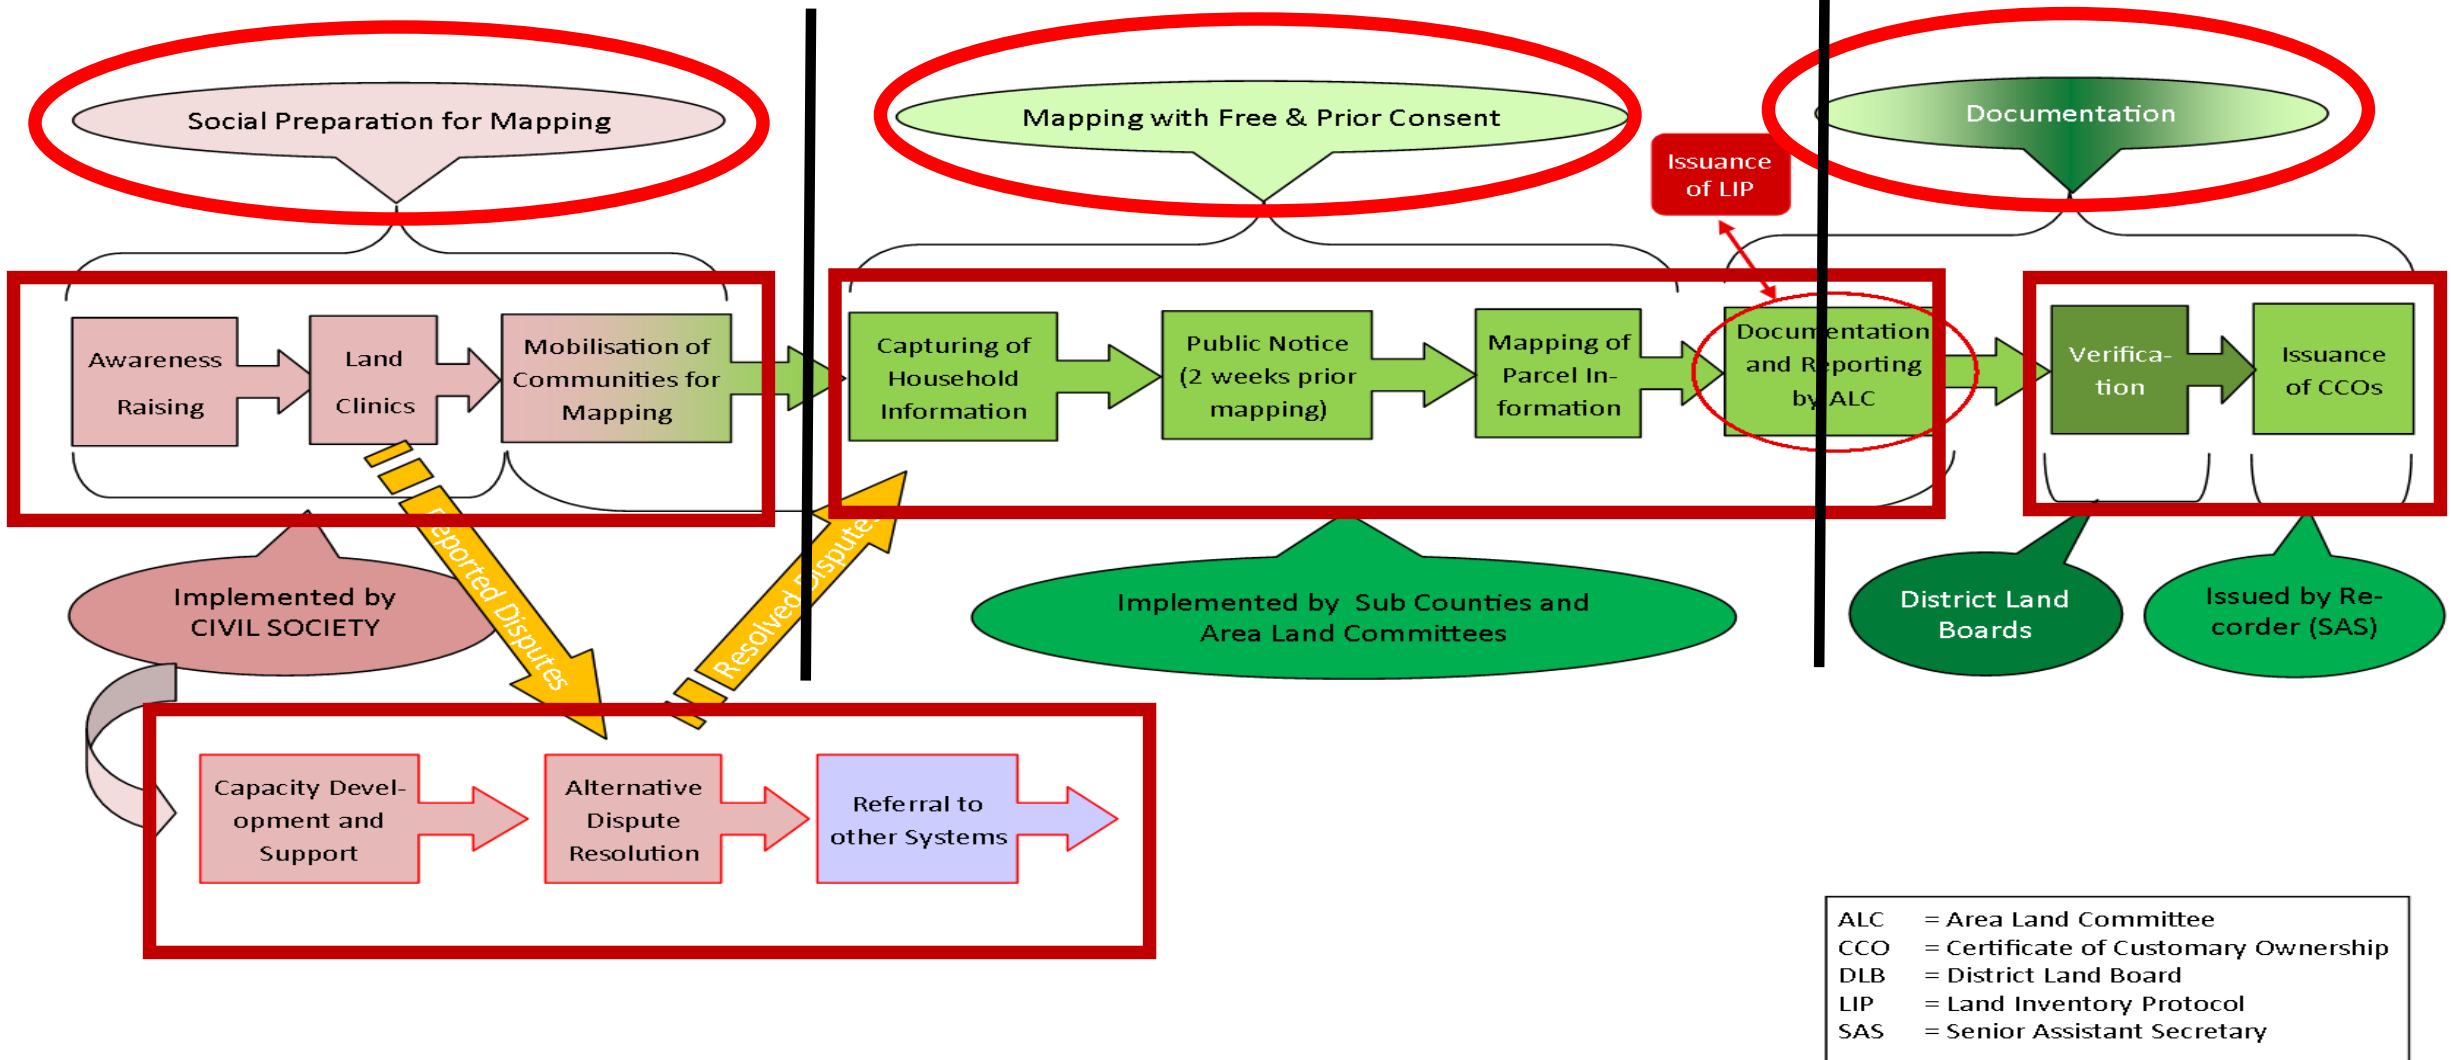 Social Preparation for Mapping
Mapping with Free & Prior Consent
Documentation
Issuance
of LIP
Awareness
Raising
Land
Clinics
Mobilisation of
Communities for
Mapping
Capturing of
Household
Information
Public Notice
(2 weeks prior
mapping)
Mapping of
Parcel In-
formation
Documentation
and Reporting
by ALC
Verifica-
tion
Issuance
of CCOs
Reported Disputes
Resolved Disputes
Implemented by
CIVIL SOCIETY
Implemented by Sub Counties and
Area Land Committees
District Land
Boards
Issued by Re-
corder (SAS)
Capacity Devel-
opment and
Support
Alternative
Dispute
Resolution
Referral to
other Systems
ALC = Area Land Committee
CCO = Certificate of Customary Ownership
DLB = District Land Board
LIP = Land Inventory Protocol
SAS = Senior Assistant Secretary